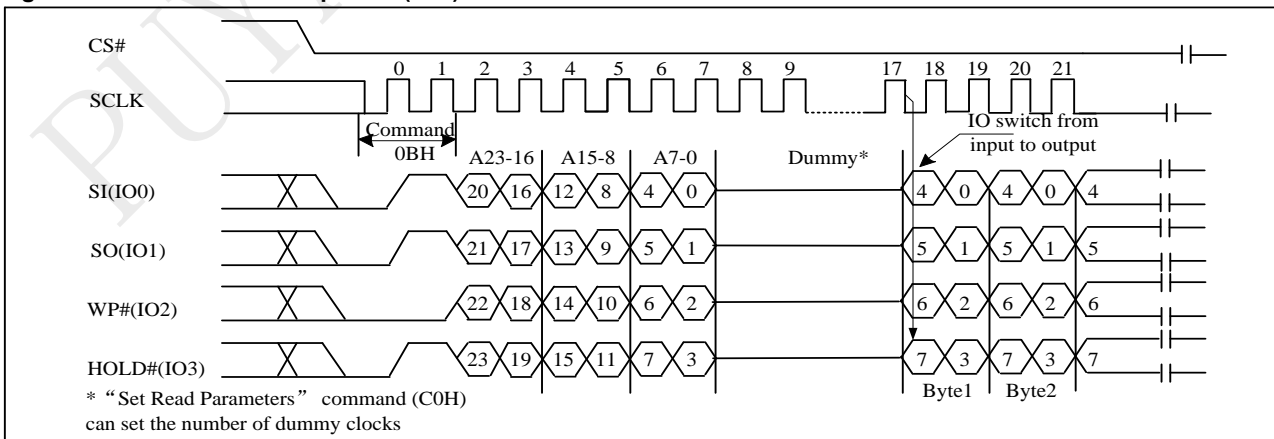 PUY
CS#
0 1 2 3 4 5 6 7 8 9 17 18 19 20 21
SCLK
Command
0BH
IO switch from
input to output
A23-16 A15-8 A7-0 Dummy*
SI(IO0) 20 16 12 8 4 0 4 0 4 0 4
SO(IO1) 21 17 13 9 5 1 5 1 5 1 5
WP#(IO2) 22 18 14 10 6 2 6 2 6 2 6
HOLD#(IO3) 23 19 15 11 7 3 7 3 7 3 7
Byte1 Byte2
* “Set Read Parameters” command (C0H)
can set the number of dummy clocks